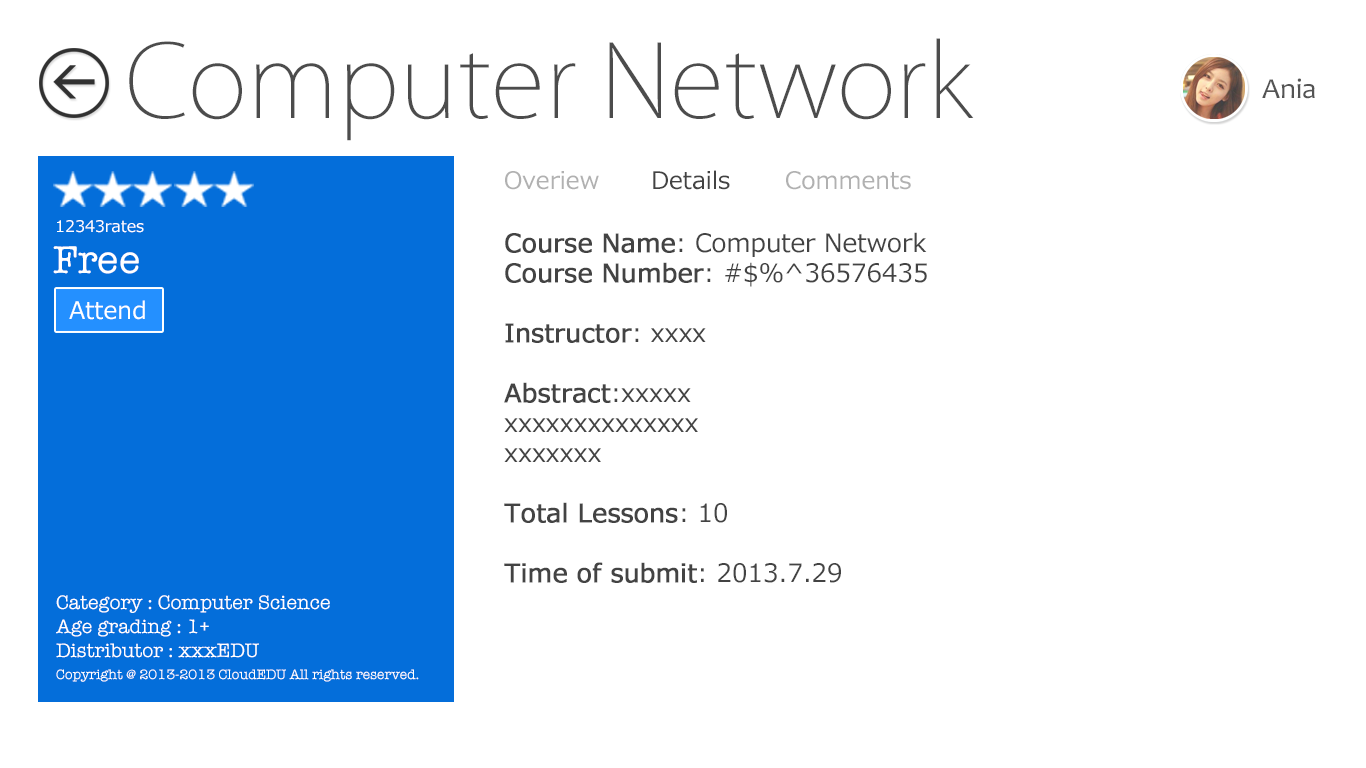 Computer Network
Ania
12343rates
Free
Attend
Category : Computer Science
Age grading : 1+
Distributor : xxxEDU
Copyright @ 2013-2013 CloudEDU All rights reserved.
Overiew
Details
Comments
Course Name: Computer Network
Course Number: #$%^36576435
Instructor: xxxx
Abstract:xxxxx
xxxxxxxxxxxxxx
xxxxxxx
Total Lessons: 10
Time of submit: 2013.7.29